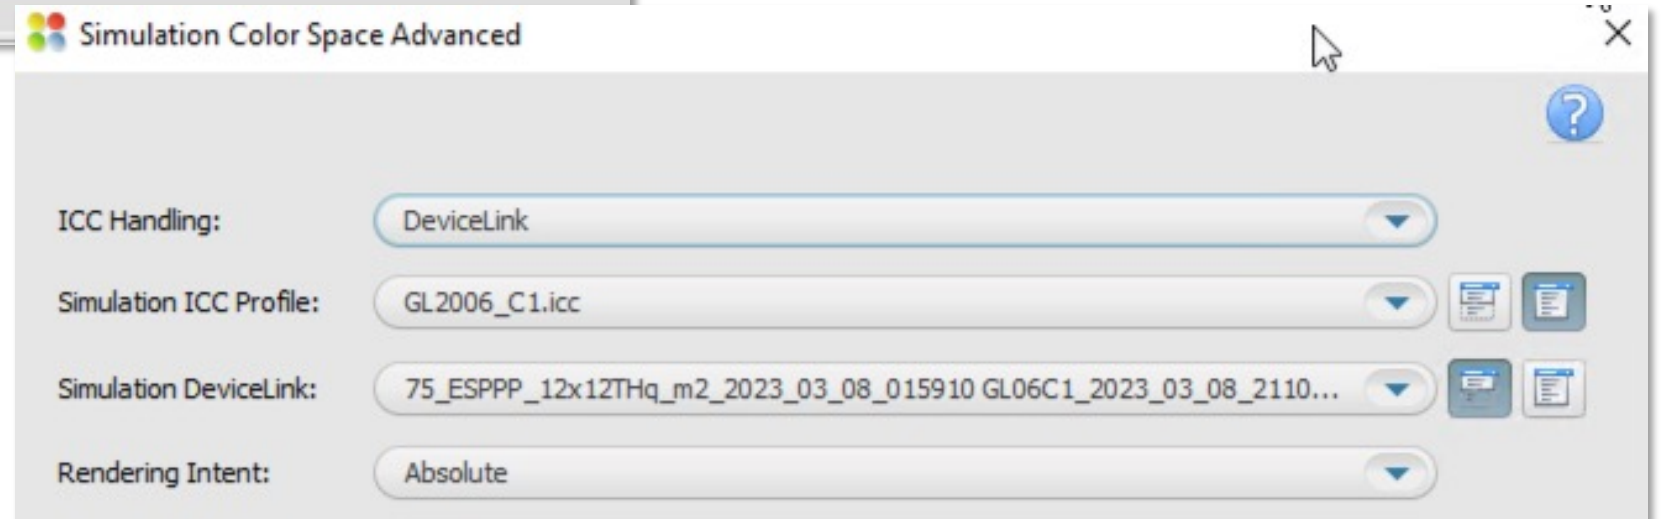 Simulation Color Space Advanced
ICC Handling: DeviceLink
Simulation ICC Profile: GL2006_C1.icc
Simulation DeviceLink: 75_ESPPP_12x12THq_m2_2023_03_08_015910 GL06C1_2023_03_08_2110...
Rendering Intent: Absolute